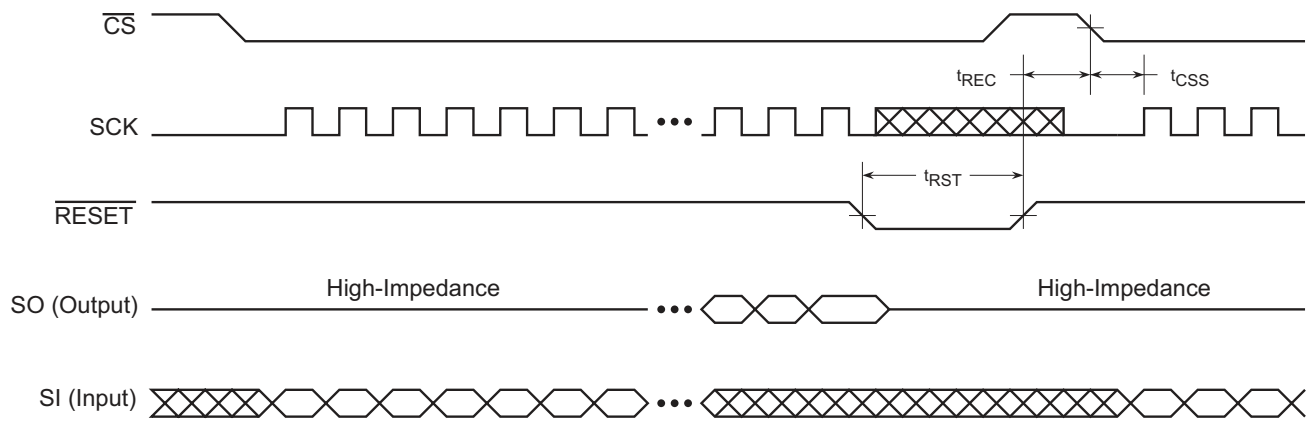 CS
tREC
tCSS
SCK
•••
tRST
RESET
SO (Output)
High-Impedance
•••
High-Impedance
SI (Input)
•••